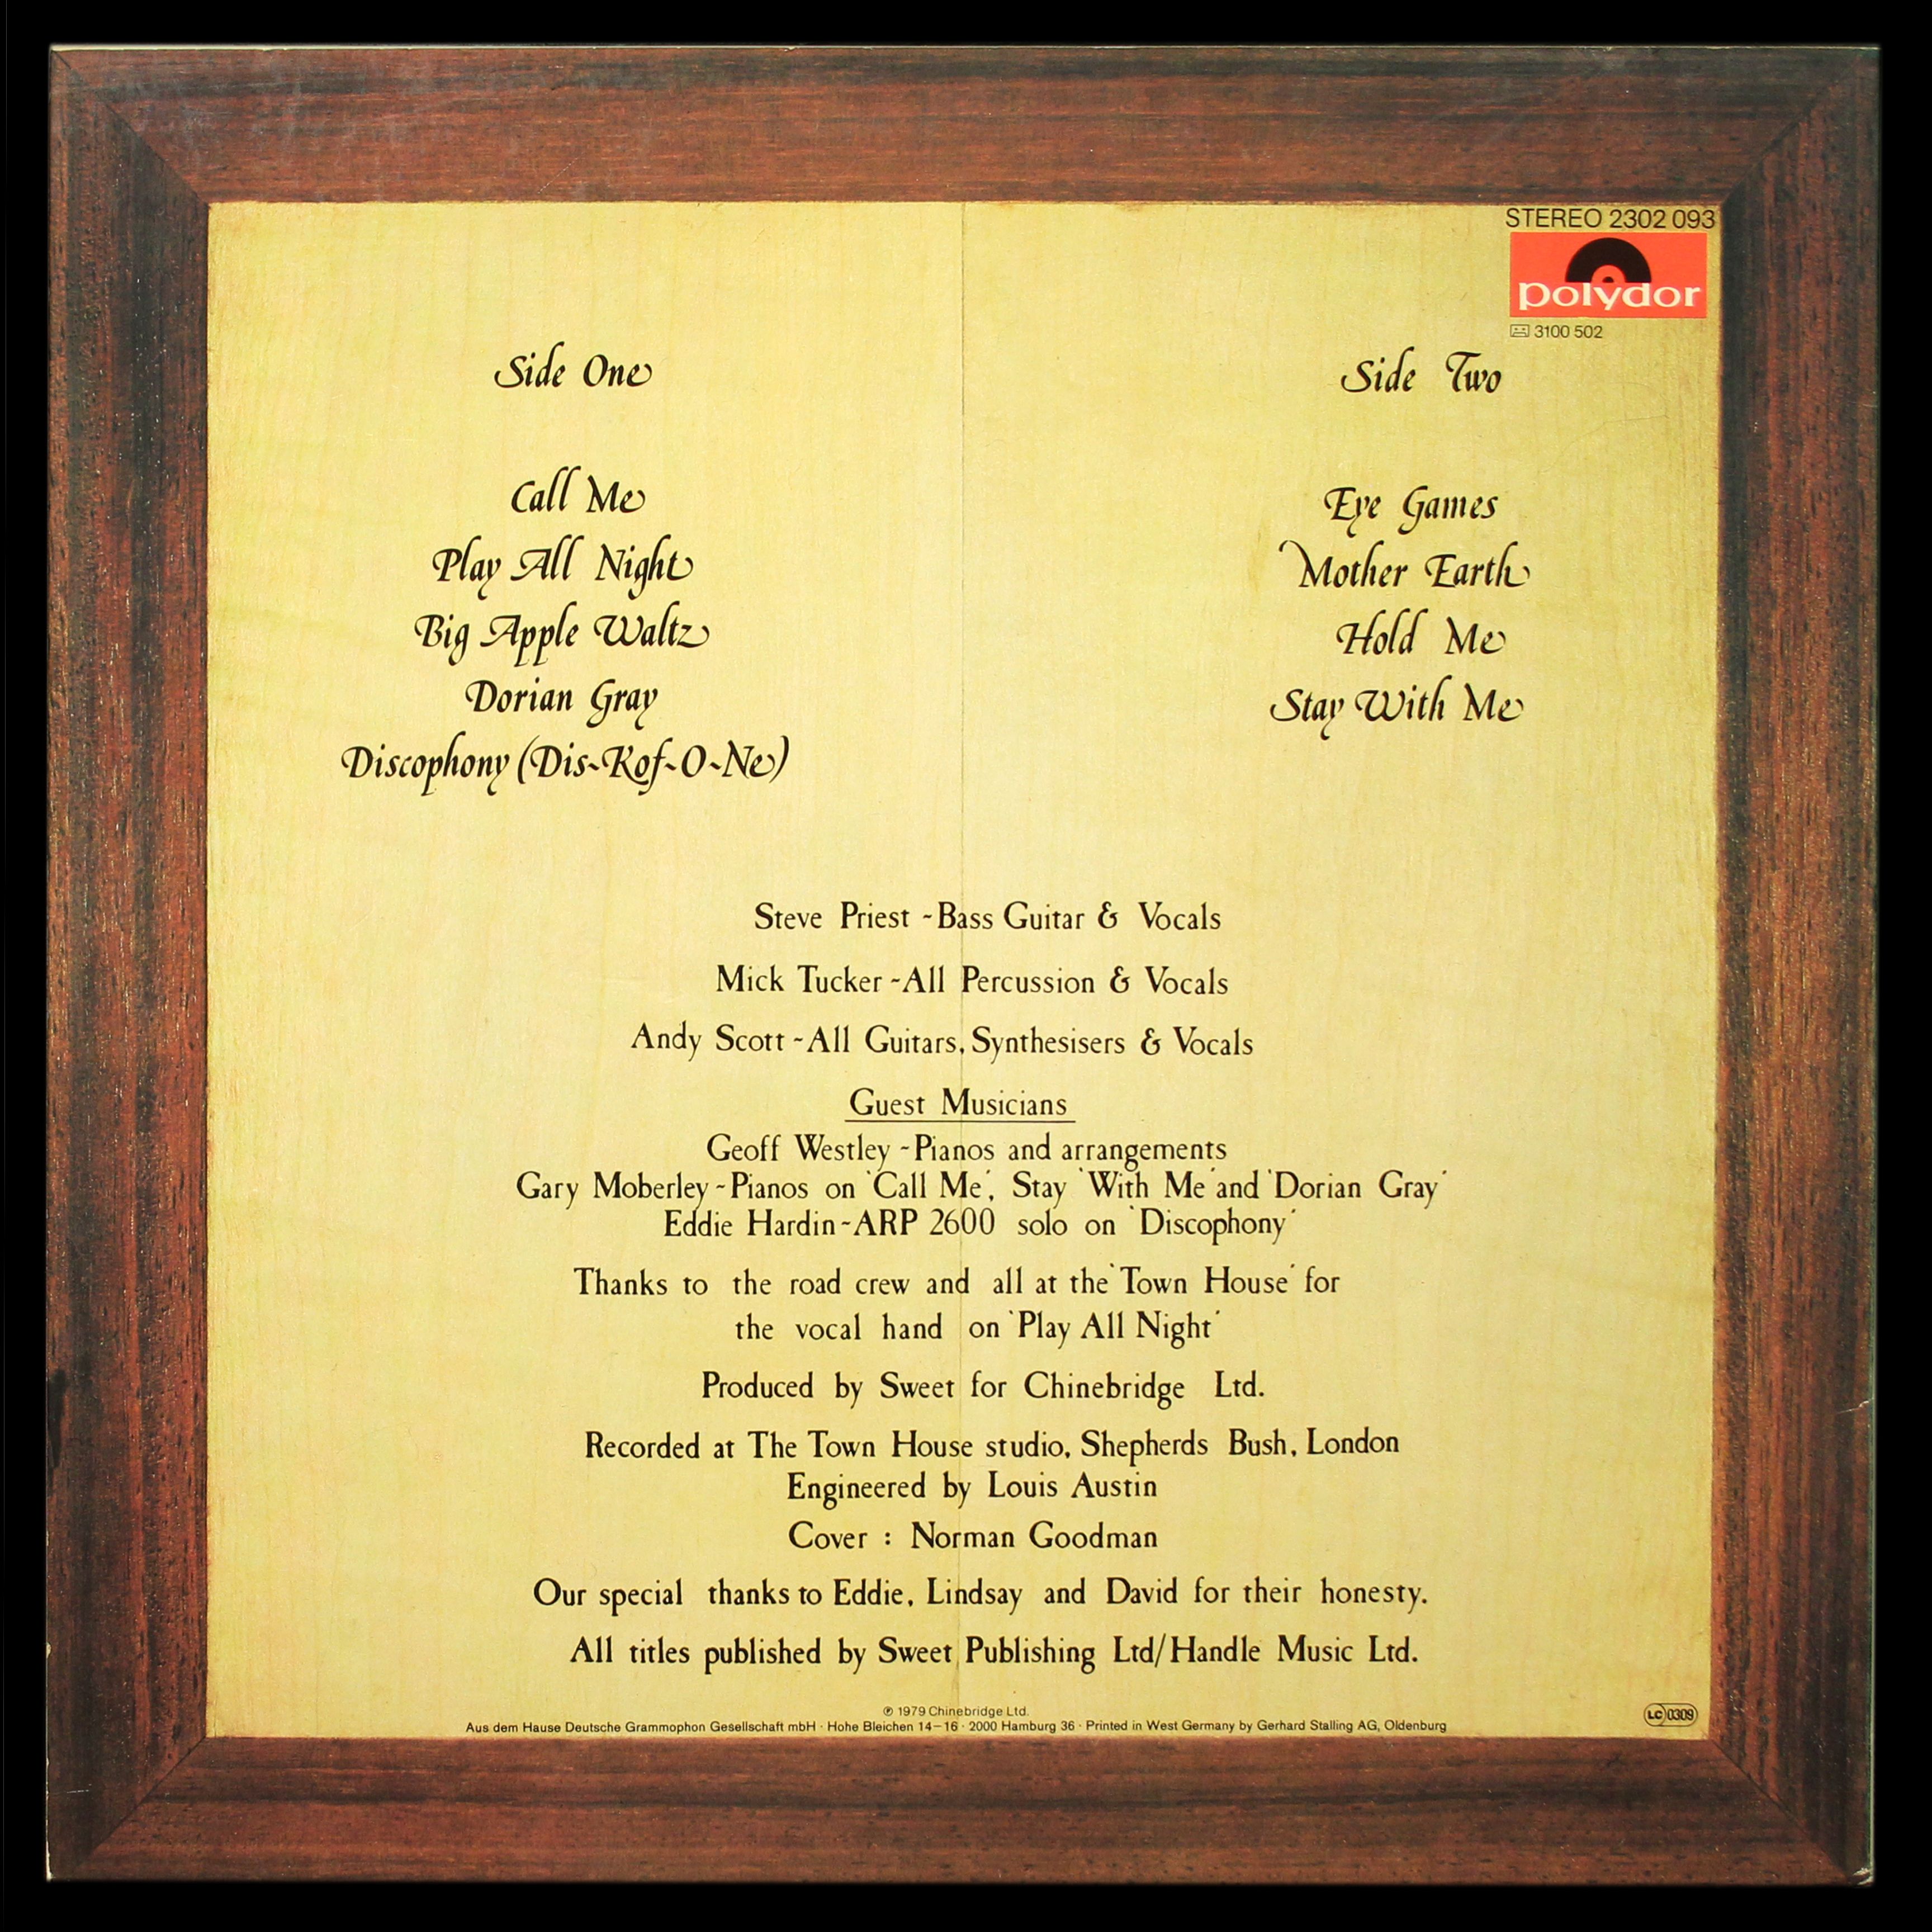 STEREO 2302 093
polydor
3100 502
Side One
Call Me
Play All Night
Big Apple Waltz
Dorian Gray
Discophony (Dis~Kof~O~Ne)
Side Two
Eye Games
Mother Earth
Hold Me
Stay With Me
Steve Priest ~ Bass Guitar & Vocals
Mick Tucker ~ All Percussion & Vocals
Andy Scott ~ All Guitars, Synthesisers & Vocals
Guest Musicians
Geoff Westley ~ Pianos and arrangements
Gary Moberley ~ Pianos on 'Call Me', Stay 'With Me' and 'Dorian Gray'
Eddie Hardin ~ ARP 2600 solo on 'Discophony'
Thanks to the road crew and all at the 'Town House' for
the vocal hand on 'Play All Night'
Produced by Sweet for Chinebridge Ltd.
Recorded at The Town House studio, Shepherds Bush, London
Engineered by Louis Austin
Cover : Norman Goodman
Our special thanks to Eddie, Lindsay and David for their honesty.
All titles published by Sweet Publishing Ltd/Handle Music Ltd.
℗ 1979 Chinebridge Ltd.
Aus dem Hause Deutsche Grammophon Gesellschaft mbH · Hohe Bleichen 14–16 · 2000 Hamburg 36 · Printed in West Germany by Gerhard Stalling AG, Oldenburg
LC 0309